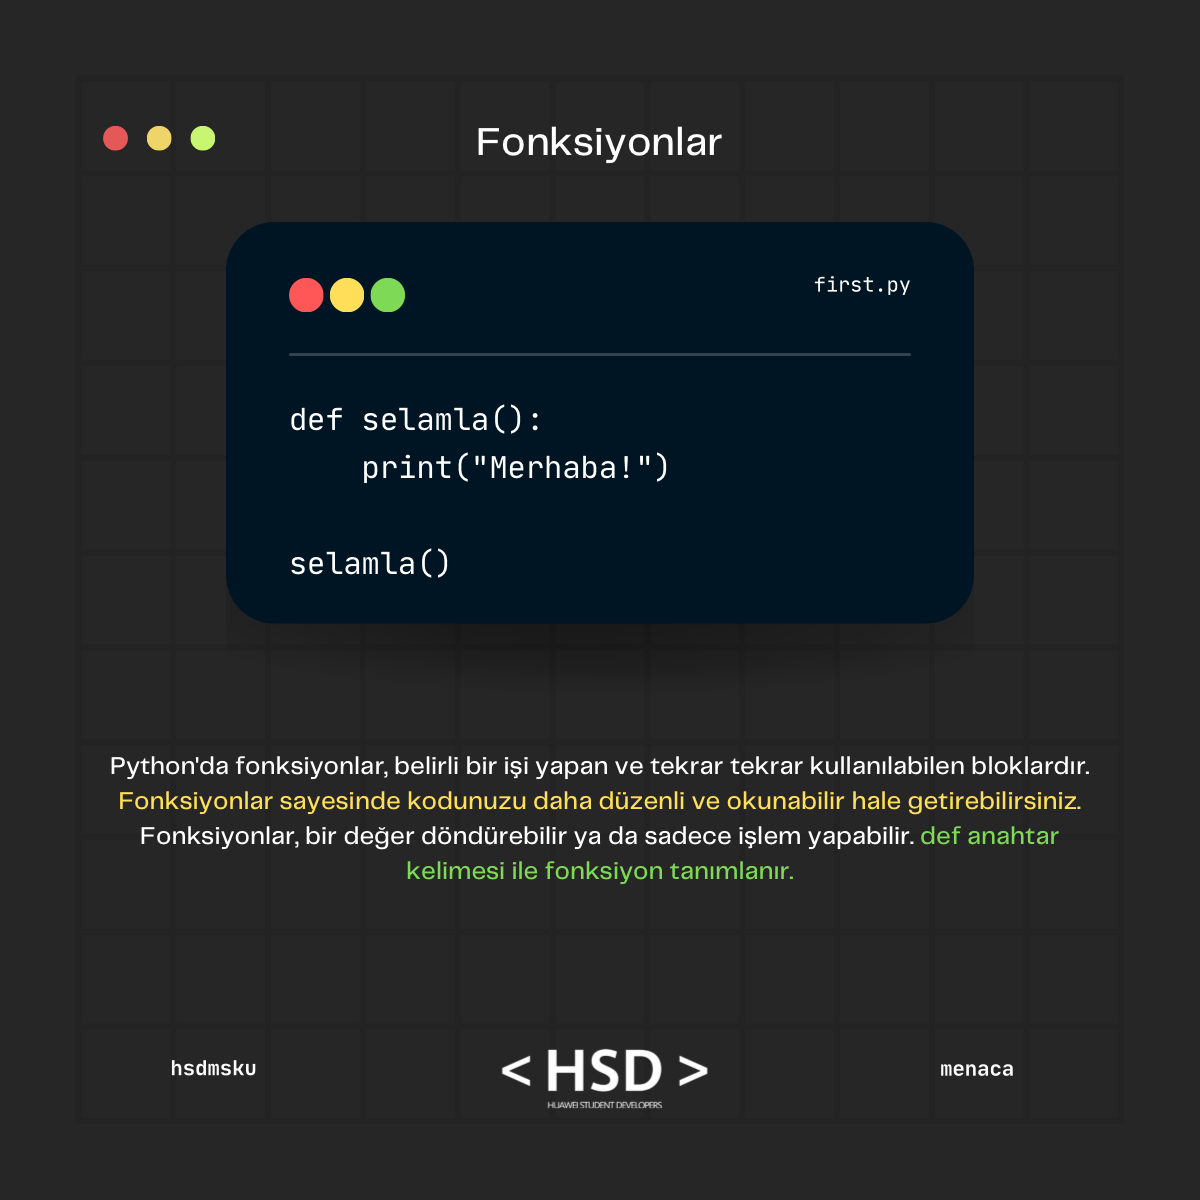 Fonksiyonlar
first.py
def selamla():
    print("Merhaba!")
selamla()
Python'da fonksiyonlar, belirli bir işi yapan ve tekrar tekrar kullanılabilen bloklardır.
Fonksiyonlar sayesinde kodunuzu daha düzenli ve okunabilir hale getirebilirsiniz.
Fonksiyonlar, bir değer döndürebilir ya da sadece işlem yapabilir. def anahtar
kelimesi ile fonksiyon tanımlanır.
hsdmsku
< HSD >
HUAWEI STUDENT DEVELOPERS
menaca